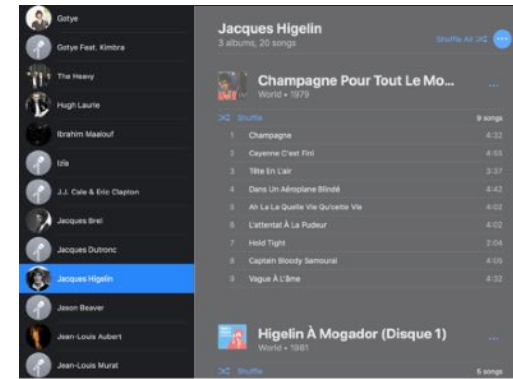 Gotye
Gotye Feat. Kimbra
The Heavy
Hugh Laurie
Ibrahim Maalouf
Izïa
J.J. Cale & Eric Clapton
Jacques Brel
Jacques Dutronc
Jacques Higelin
Jason Beaver
Jean-Louis Aubert
Jean-Louis Murat
Jacques Higelin
3 albums, 20 songs
Shuffle All
Champagne Pour Tout Le Mo...
World • 1979
Shuffle 9 songs
1 Champagne 4:32
2 Cayenne C'est Fini 4:55
3 Tête En L'air 3:37
4 Dans Un Aéroplane Blindé 4:42
5 Ah La La Quelle Vie Qu'cette Vie 4:02
6 L'attentat À La Pudeur 4:02
7 Hold Tight 2:04
8 Captain Bloody Samouraï 4:05
9 Vague À L'âme 4:32
Higelin À Mogador (Disque 1)
World • 1981
Shuffle 5 songs